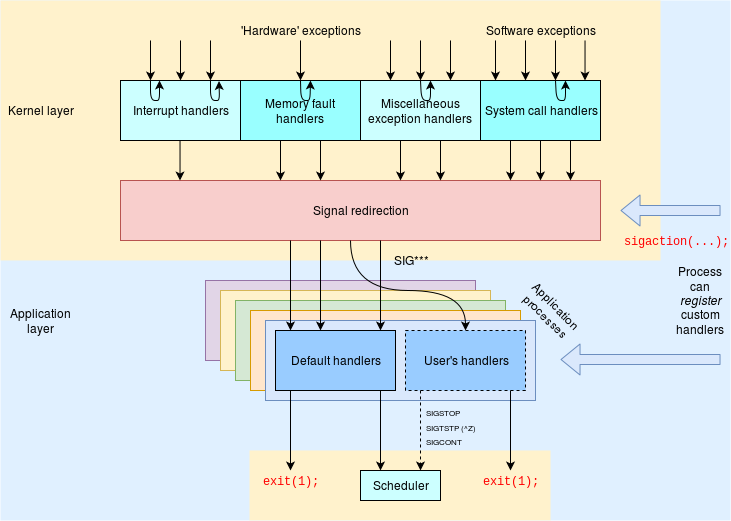 'Hardware' exceptions
Software exceptions
Kernel layer
Interrupt handlers
Memory fault
handlers
Miscellaneous
exception handlers
System call handlers
Signal redirection
sigaction(...);
SIG***
Process
can
register
custom
handlers
Application
layer
Application
processes
Default handlers
User's handlers
SIGSTOP
SIGTSTP (^Z)
SIGCONT
exit(1);
Scheduler
exit(1);